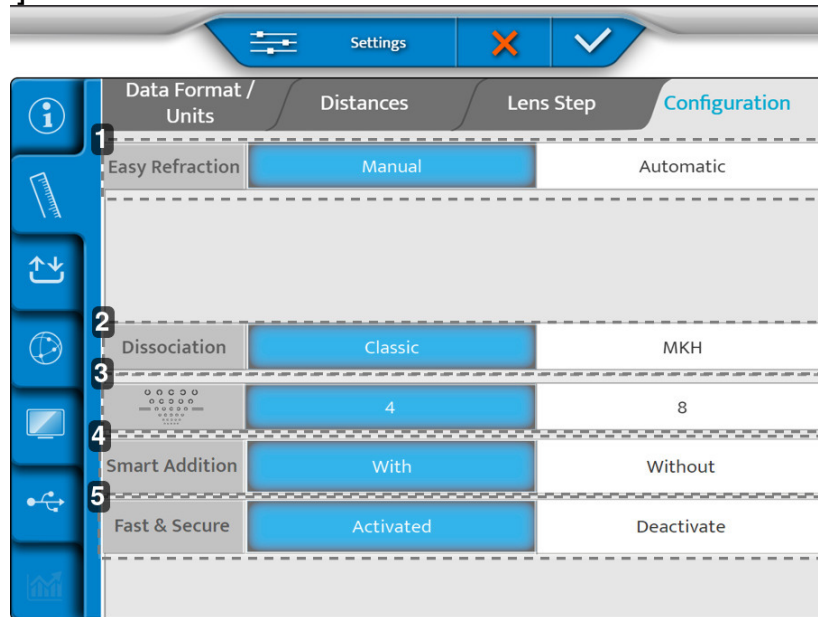 Settings
Data Format /
Units
Distances
Lens Step
Configuration
1
Easy Refraction
Manual
Automatic
2
Dissociation
Classic
MKH
3
4
8
4
Smart Addition
With
Without
5
Fast & Secure
Activated
Deactivate